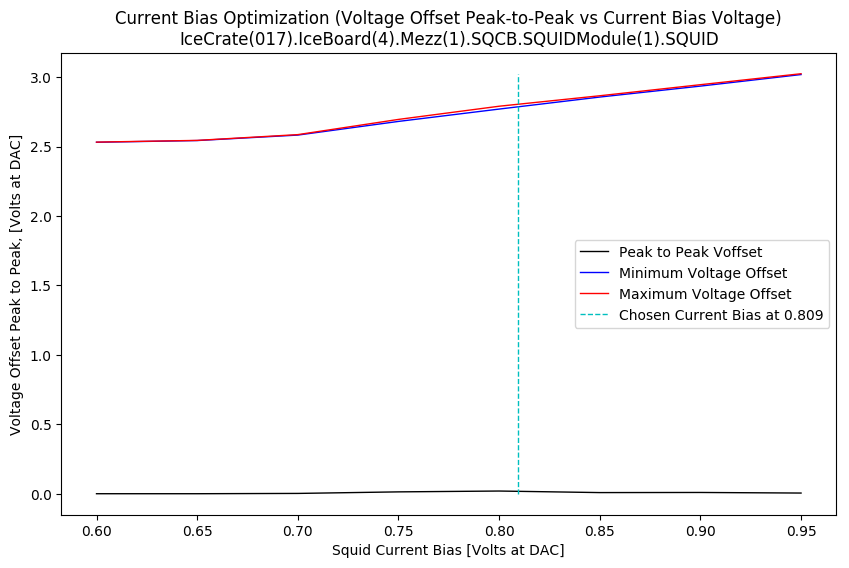 Current Bias Optimization (Voltage Offset Peak-to-Peak vs Current Bias Voltage)
IceCrate(017).IceBoard(4).Mezz(1).SQCB.SQUIDModule(1).SQUID
Voltage Offset Peak to Peak, [Volts at DAC]
3.0
2.5
2.0
1.5
1.0
0.5
0.0
Peak to Peak Voffset
Minimum Voltage Offset
Maximum Voltage Offset
Chosen Current Bias at 0.809
0.60 0.65 0.70 0.75 0.80 0.85 0.90 0.95
Squid Current Bias [Volts at DAC]